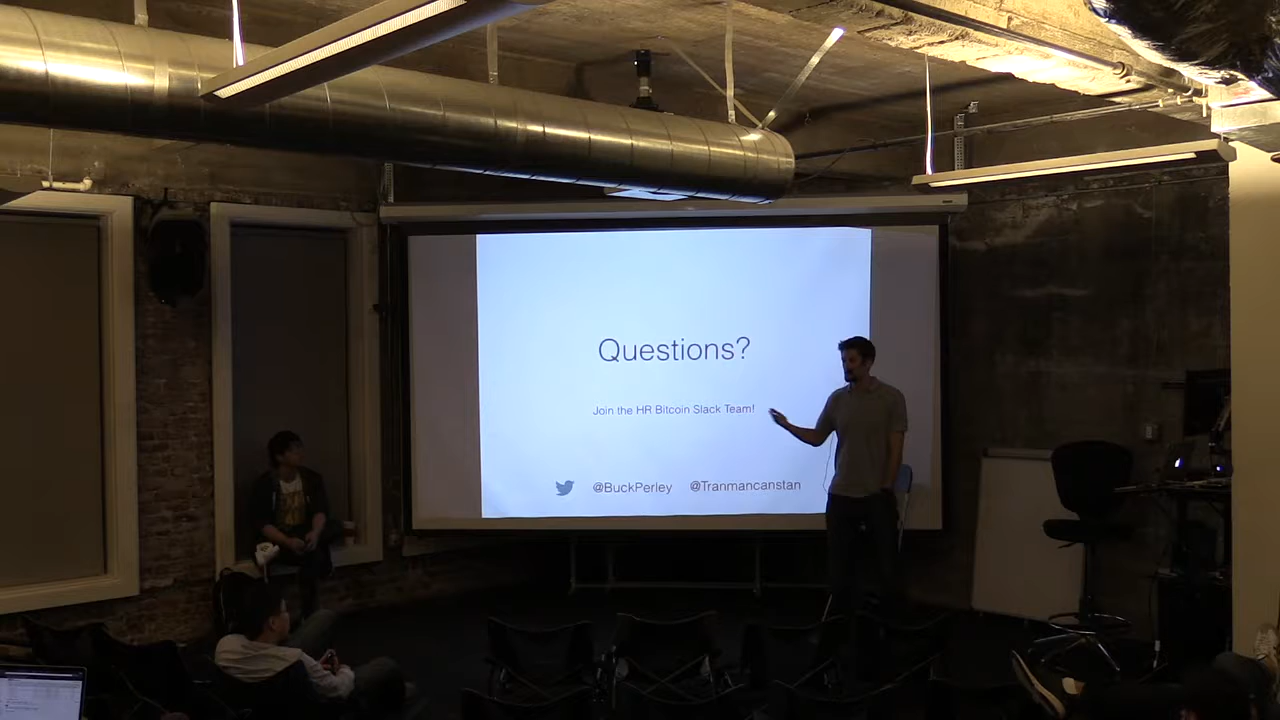 Questions?
Join the HR Bitcoin Slack Team!
@BuckPerley @Tranmancanstan